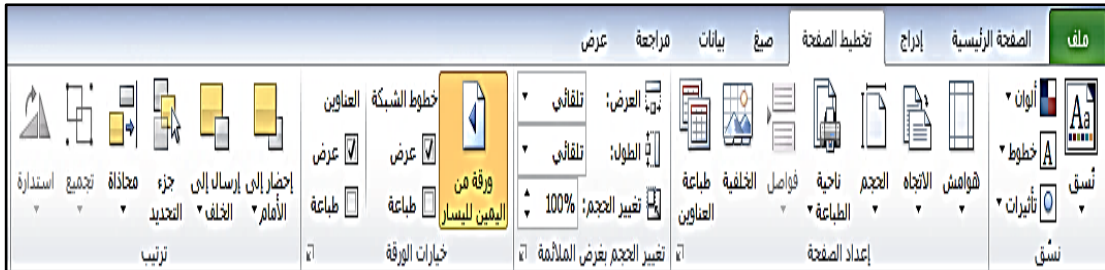 ملف الصفحة الرئيسية إدراج تخطيط الصفحة صيغ بيانات مراجعة عرض
نسق
ألوان
خطوط
تأثيرات
نسق
هوامش
الاتجاه
الحجم
ناحية الطباعة
فواصل
الخلفية
طباعة العناوين
إعداد الصفحة
العرض: تلقائي
الطول: تلقائي
تغيير الحجم: 100%
تغيير الحجم بغرض الملائمة
ورقة من
اليمين لليسار
خطوط الشبكة
عرض
طباعة
العناوين
عرض
طباعة
خيارات الورقة
إحضار إلى
الأمام
إرسال إلى
الخلف
جزء
التحديد
محاذاة
تجميع
استدارة
ترتيب